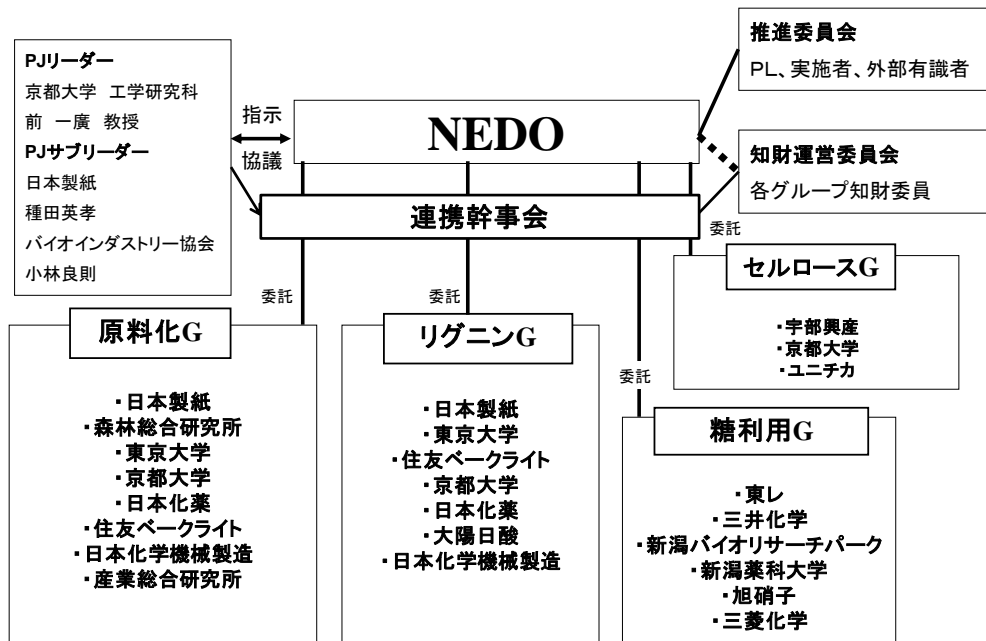 PJリーダー
京都大学 工学研究科
前 一廣 教授
PJサブリーダー
日本製紙
種田英孝
バイオインダストリー協会
小林良則
指示
協議
NEDO
連携幹事会
推進委員会
PL、実施者、外部有識者
知財運営委員会
各グループ知財委員
委託
委託
委託
委託
原料化G
・日本製紙
・森林総合研究所
・東京大学
・京都大学
・日本化薬
・住友ベークライト
・日本化学機械製造
・産業総合研究所
リグニンG
・日本製紙
・東京大学
・住友ベークライト
・京都大学
・日本化薬
・大陽日酸
・日本化学機械製造
セルロースG
・宇部興産
・京都大学
・ユニチカ
糖利用G
・東レ
・三井化学
・新潟バイオリサーチパーク
・新潟薬科大学
・旭硝子
・三菱化学